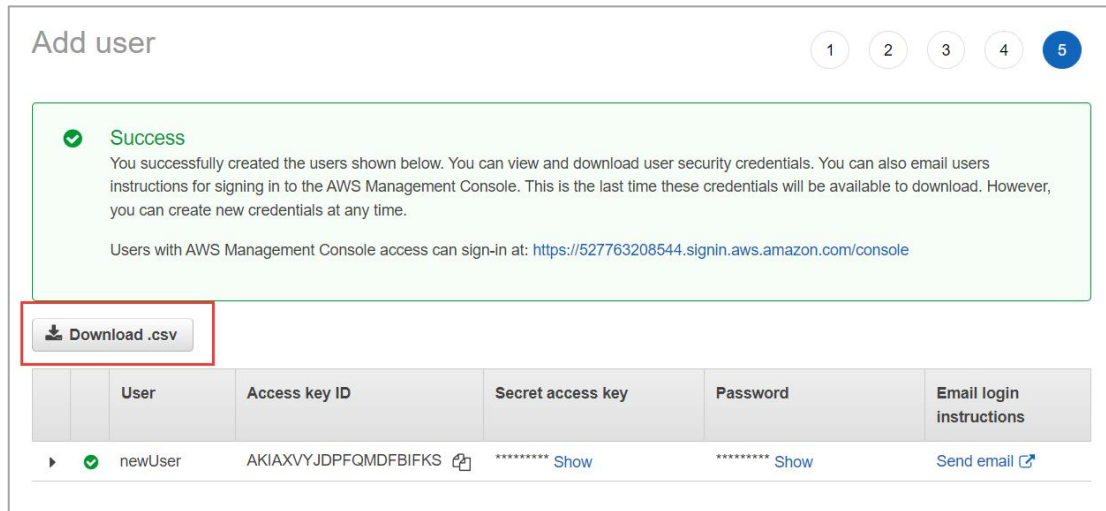 Add user
1 2 3 4 5
Success
You successfully created the users shown below. You can view and download user security credentials. You can also email users
instructions for signing in to the AWS Management Console. This is the last time these credentials will be available to download. However,
you can create new credentials at any time.
Users with AWS Management Console access can sign-in at: https://527763208544.signin.aws.amazon.com/console
Download .csv
User Access key ID Secret access key Password Email login
instructions
newUser AKIAXVYJDPFQMDFBIFKS ********* Show ********* Show Send email